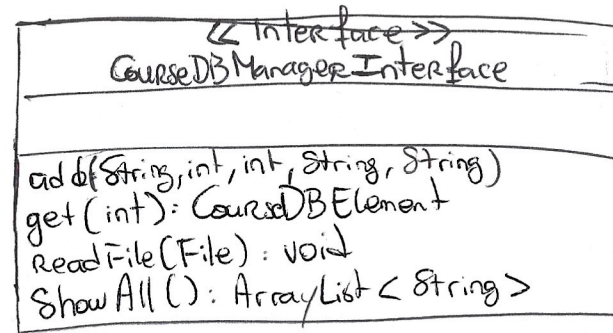 << Interface >>
CourseDBManagerInterface
add(String, int, int, String, String)
get(int): CourseDBElement
ReadFile(File): void
ShowAll(): ArrayList< String >